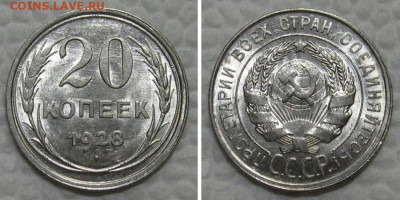 COINS.LAVE.RU
20
КОПЕЕК
1928
ПРОЛЕТАРИИ ВСЕХ СТРАН, СОЕДИНЯЙТЕСЬ!
С.С.С.Р.